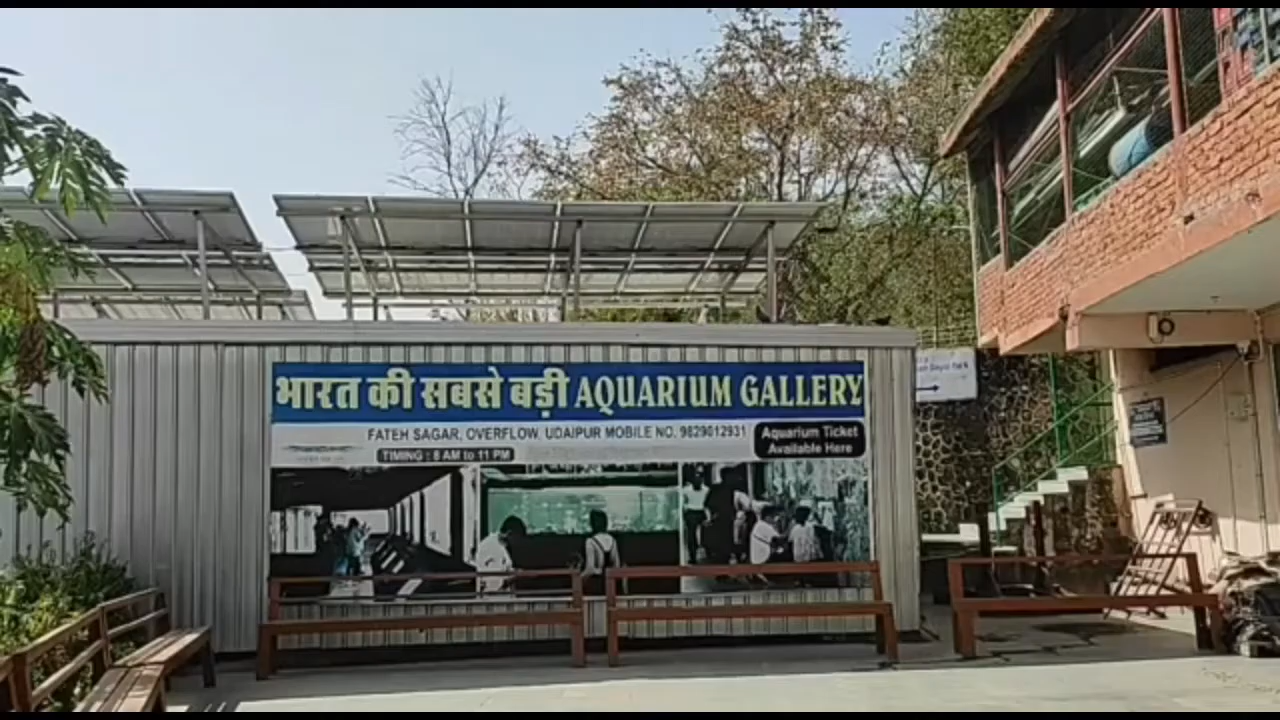 भारत की सबसे बड़ी AQUARIUM GALLERY
FATEH SAGAR, OVERFLOW, UDAIPUR MOBILE NO. 9829012931
TIMING : 8 AM to 11 PM
Aquarium Ticket
Available Here